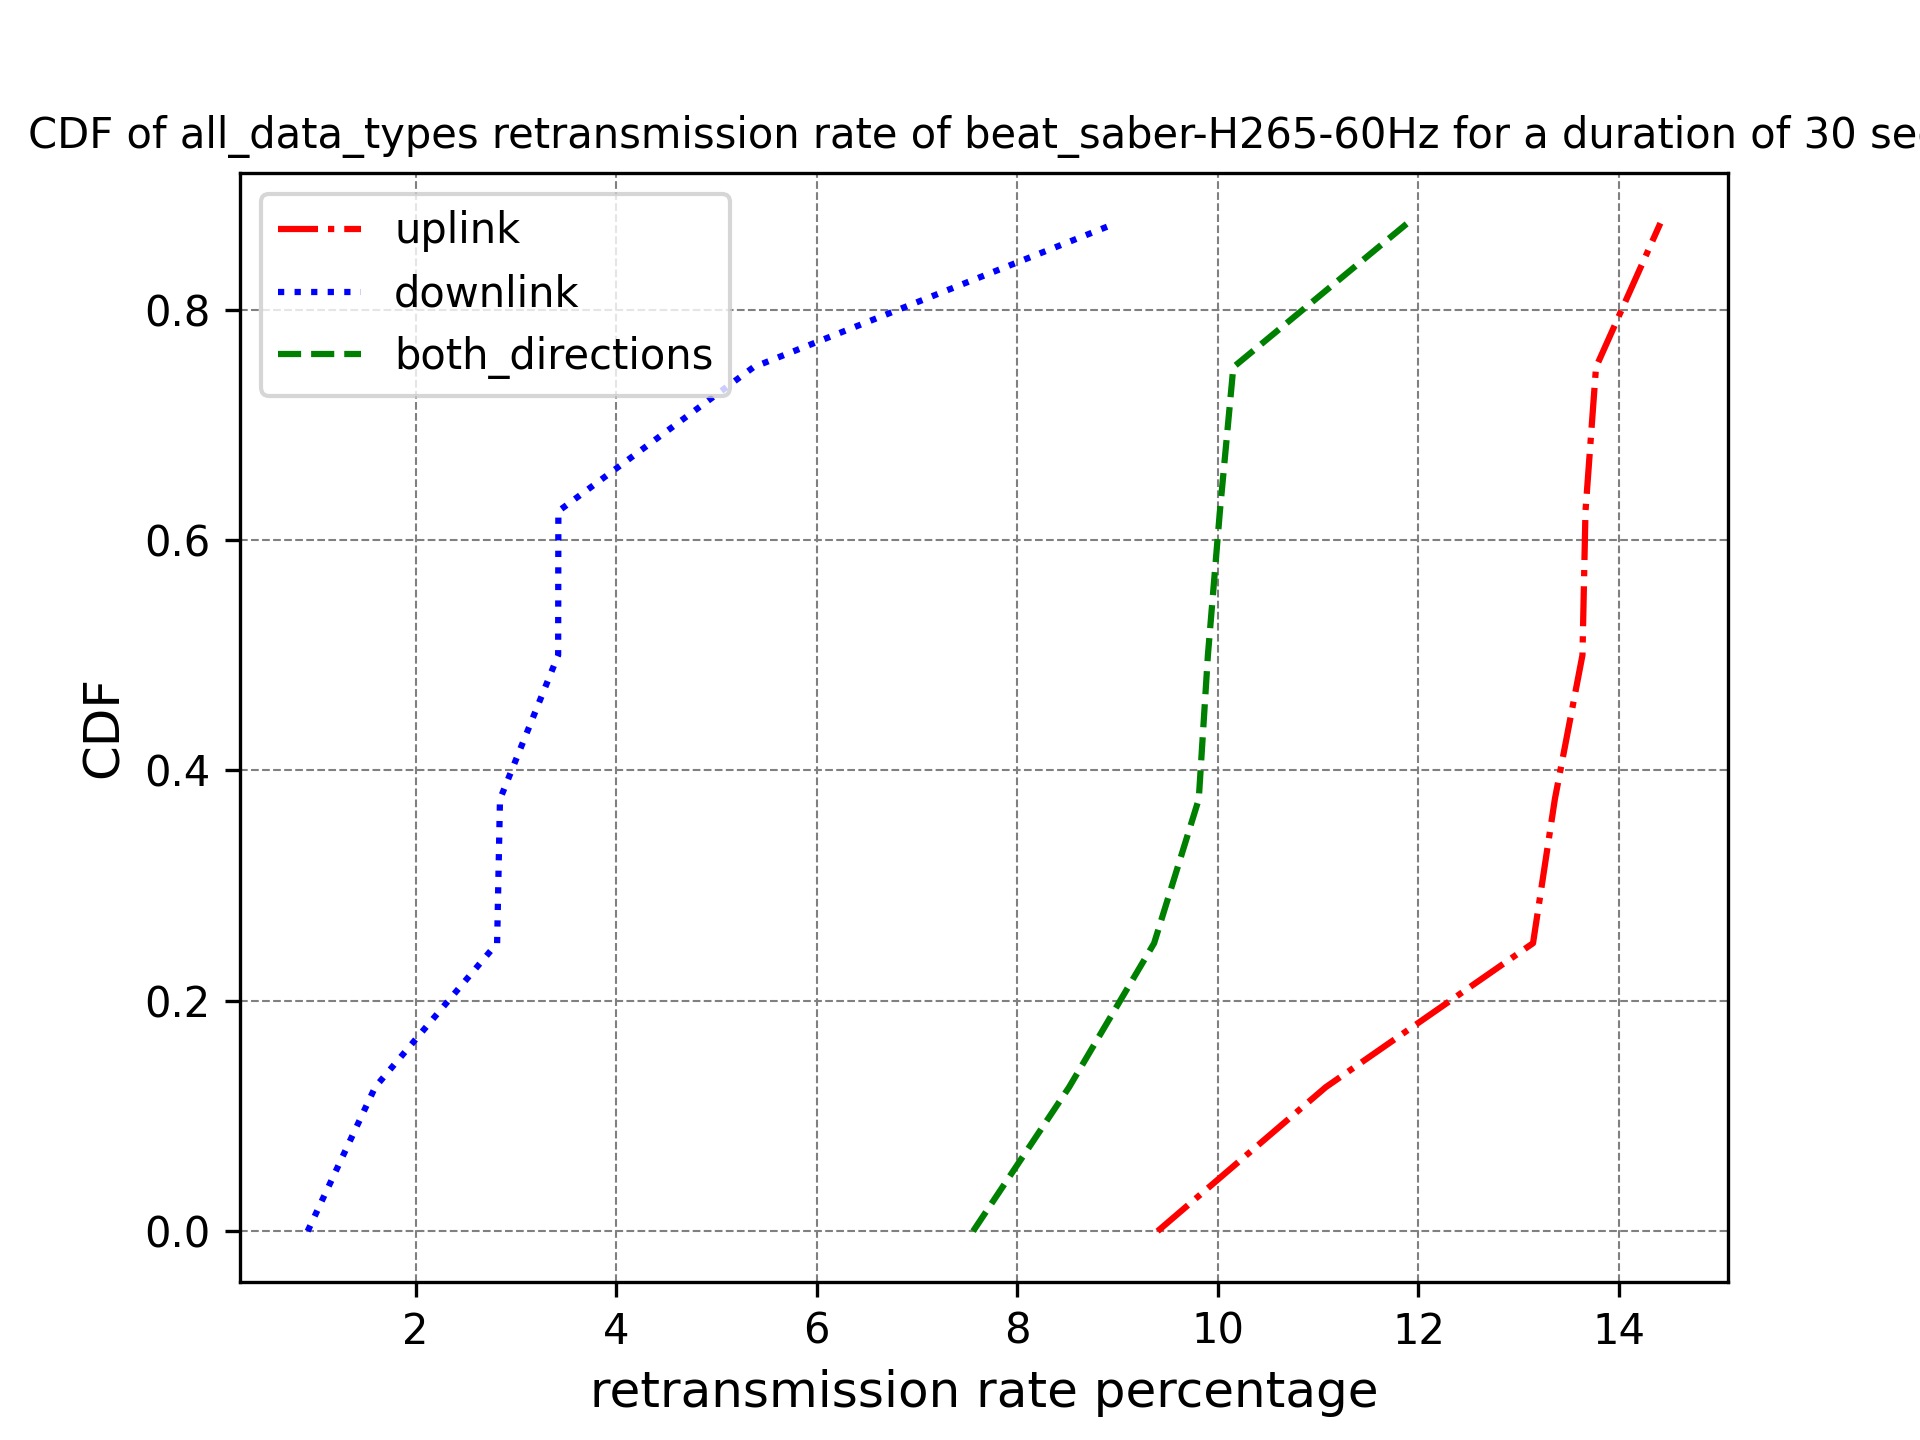 CDF of all_data_types retransmission rate of beat_saber-H265-60Hz for a duration of 30 se
uplink
downlink
both_directions
0.8
0.6
0.4
0.2
0.0
CDF
2 4 6 8 10 12 14
retransmission rate percentage